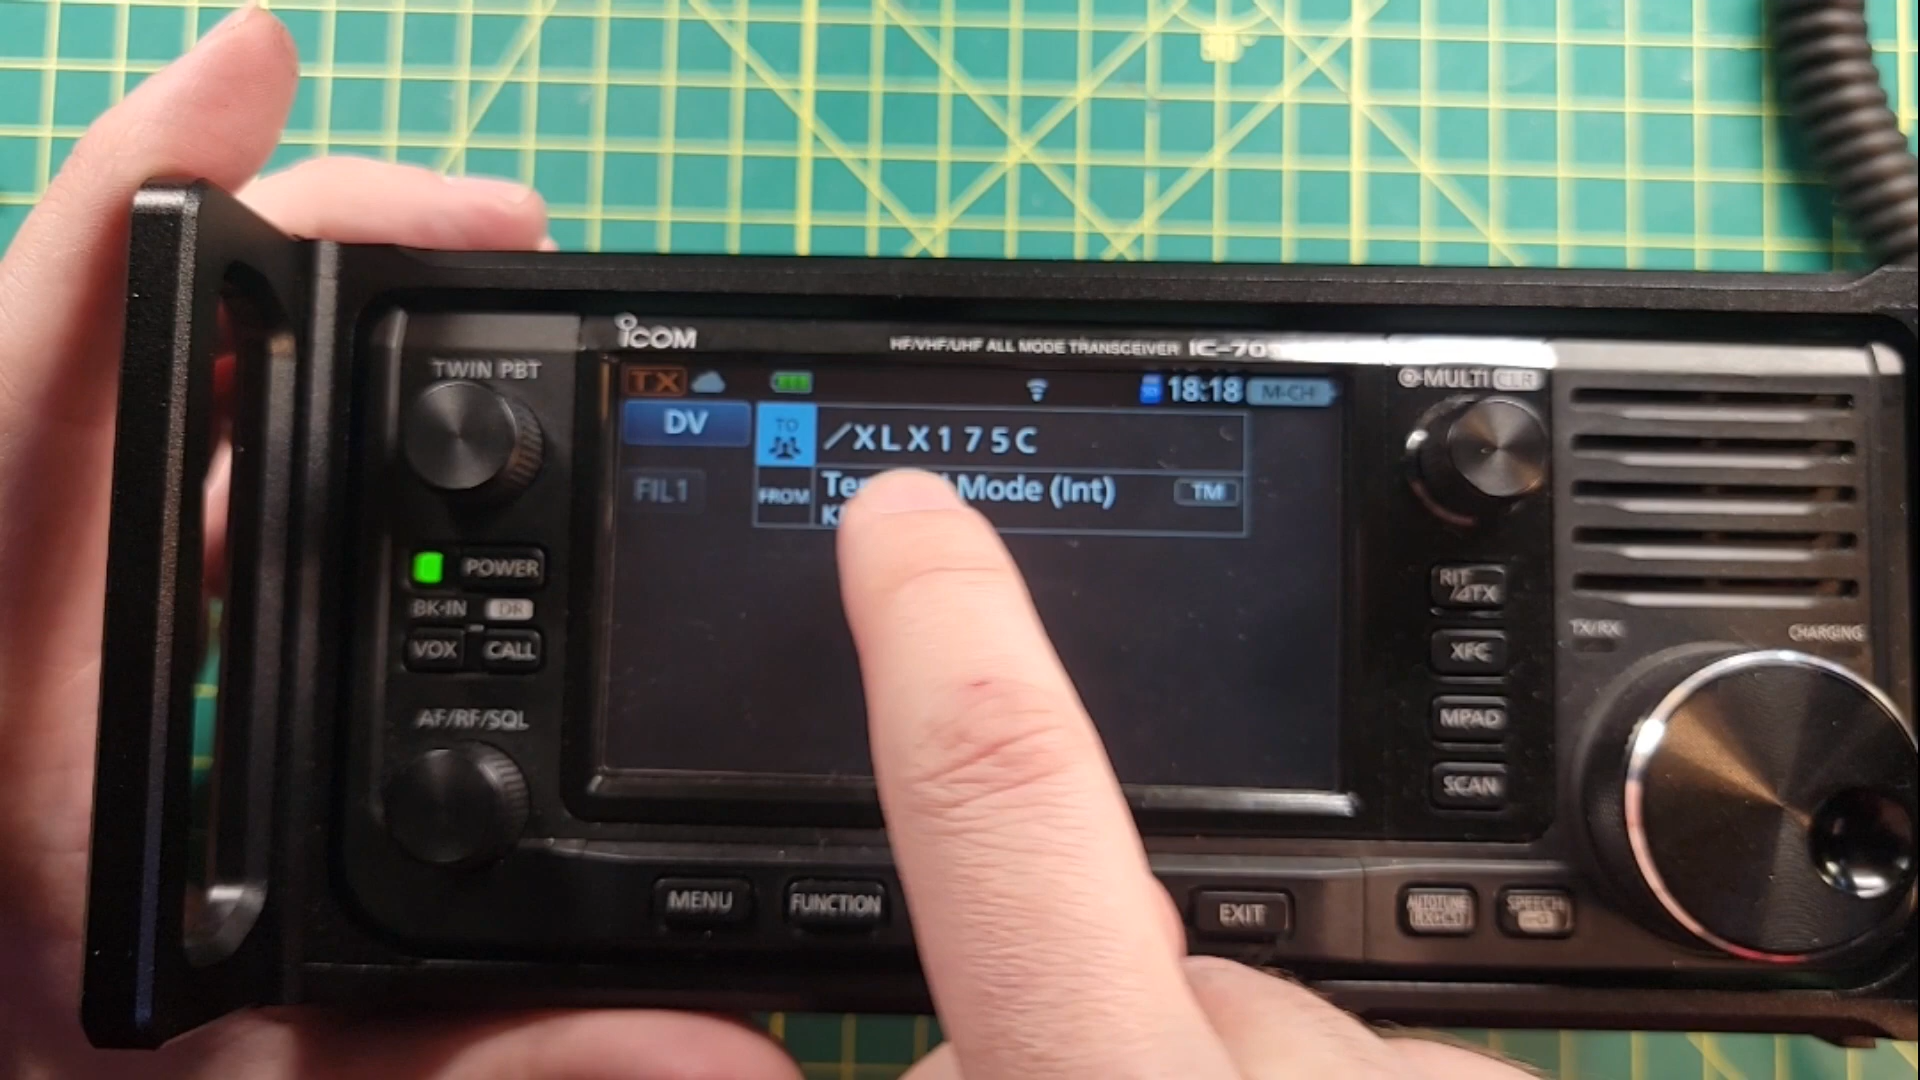 ICOM
HF/VHF/UHF ALL MODE TRANSCEIVER IC-70
TWIN PBT
MULTI CLR
TX
18:18
M-CH
DV
TO
/XLX175C
FIL1
FROM
Mode (Int)
TM
POWER
BK-IN
DR
VOX
CALL
AF/RF/SQL
RIT
/⊿TX
XFC
MPAD
SCAN
TX/RX
CHARGING
MENU
FUNCTION
EXIT
AUTOTUNE
SPEECH